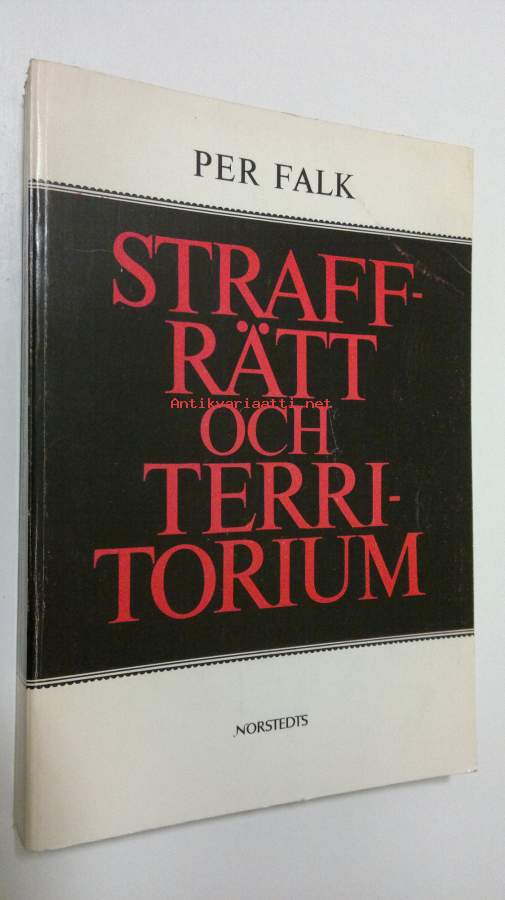 PER FALK
STRAFF-
RÄTT
Antikvariaatti.net
OCH
TERRI-
TORIUM
NORSTEDTS